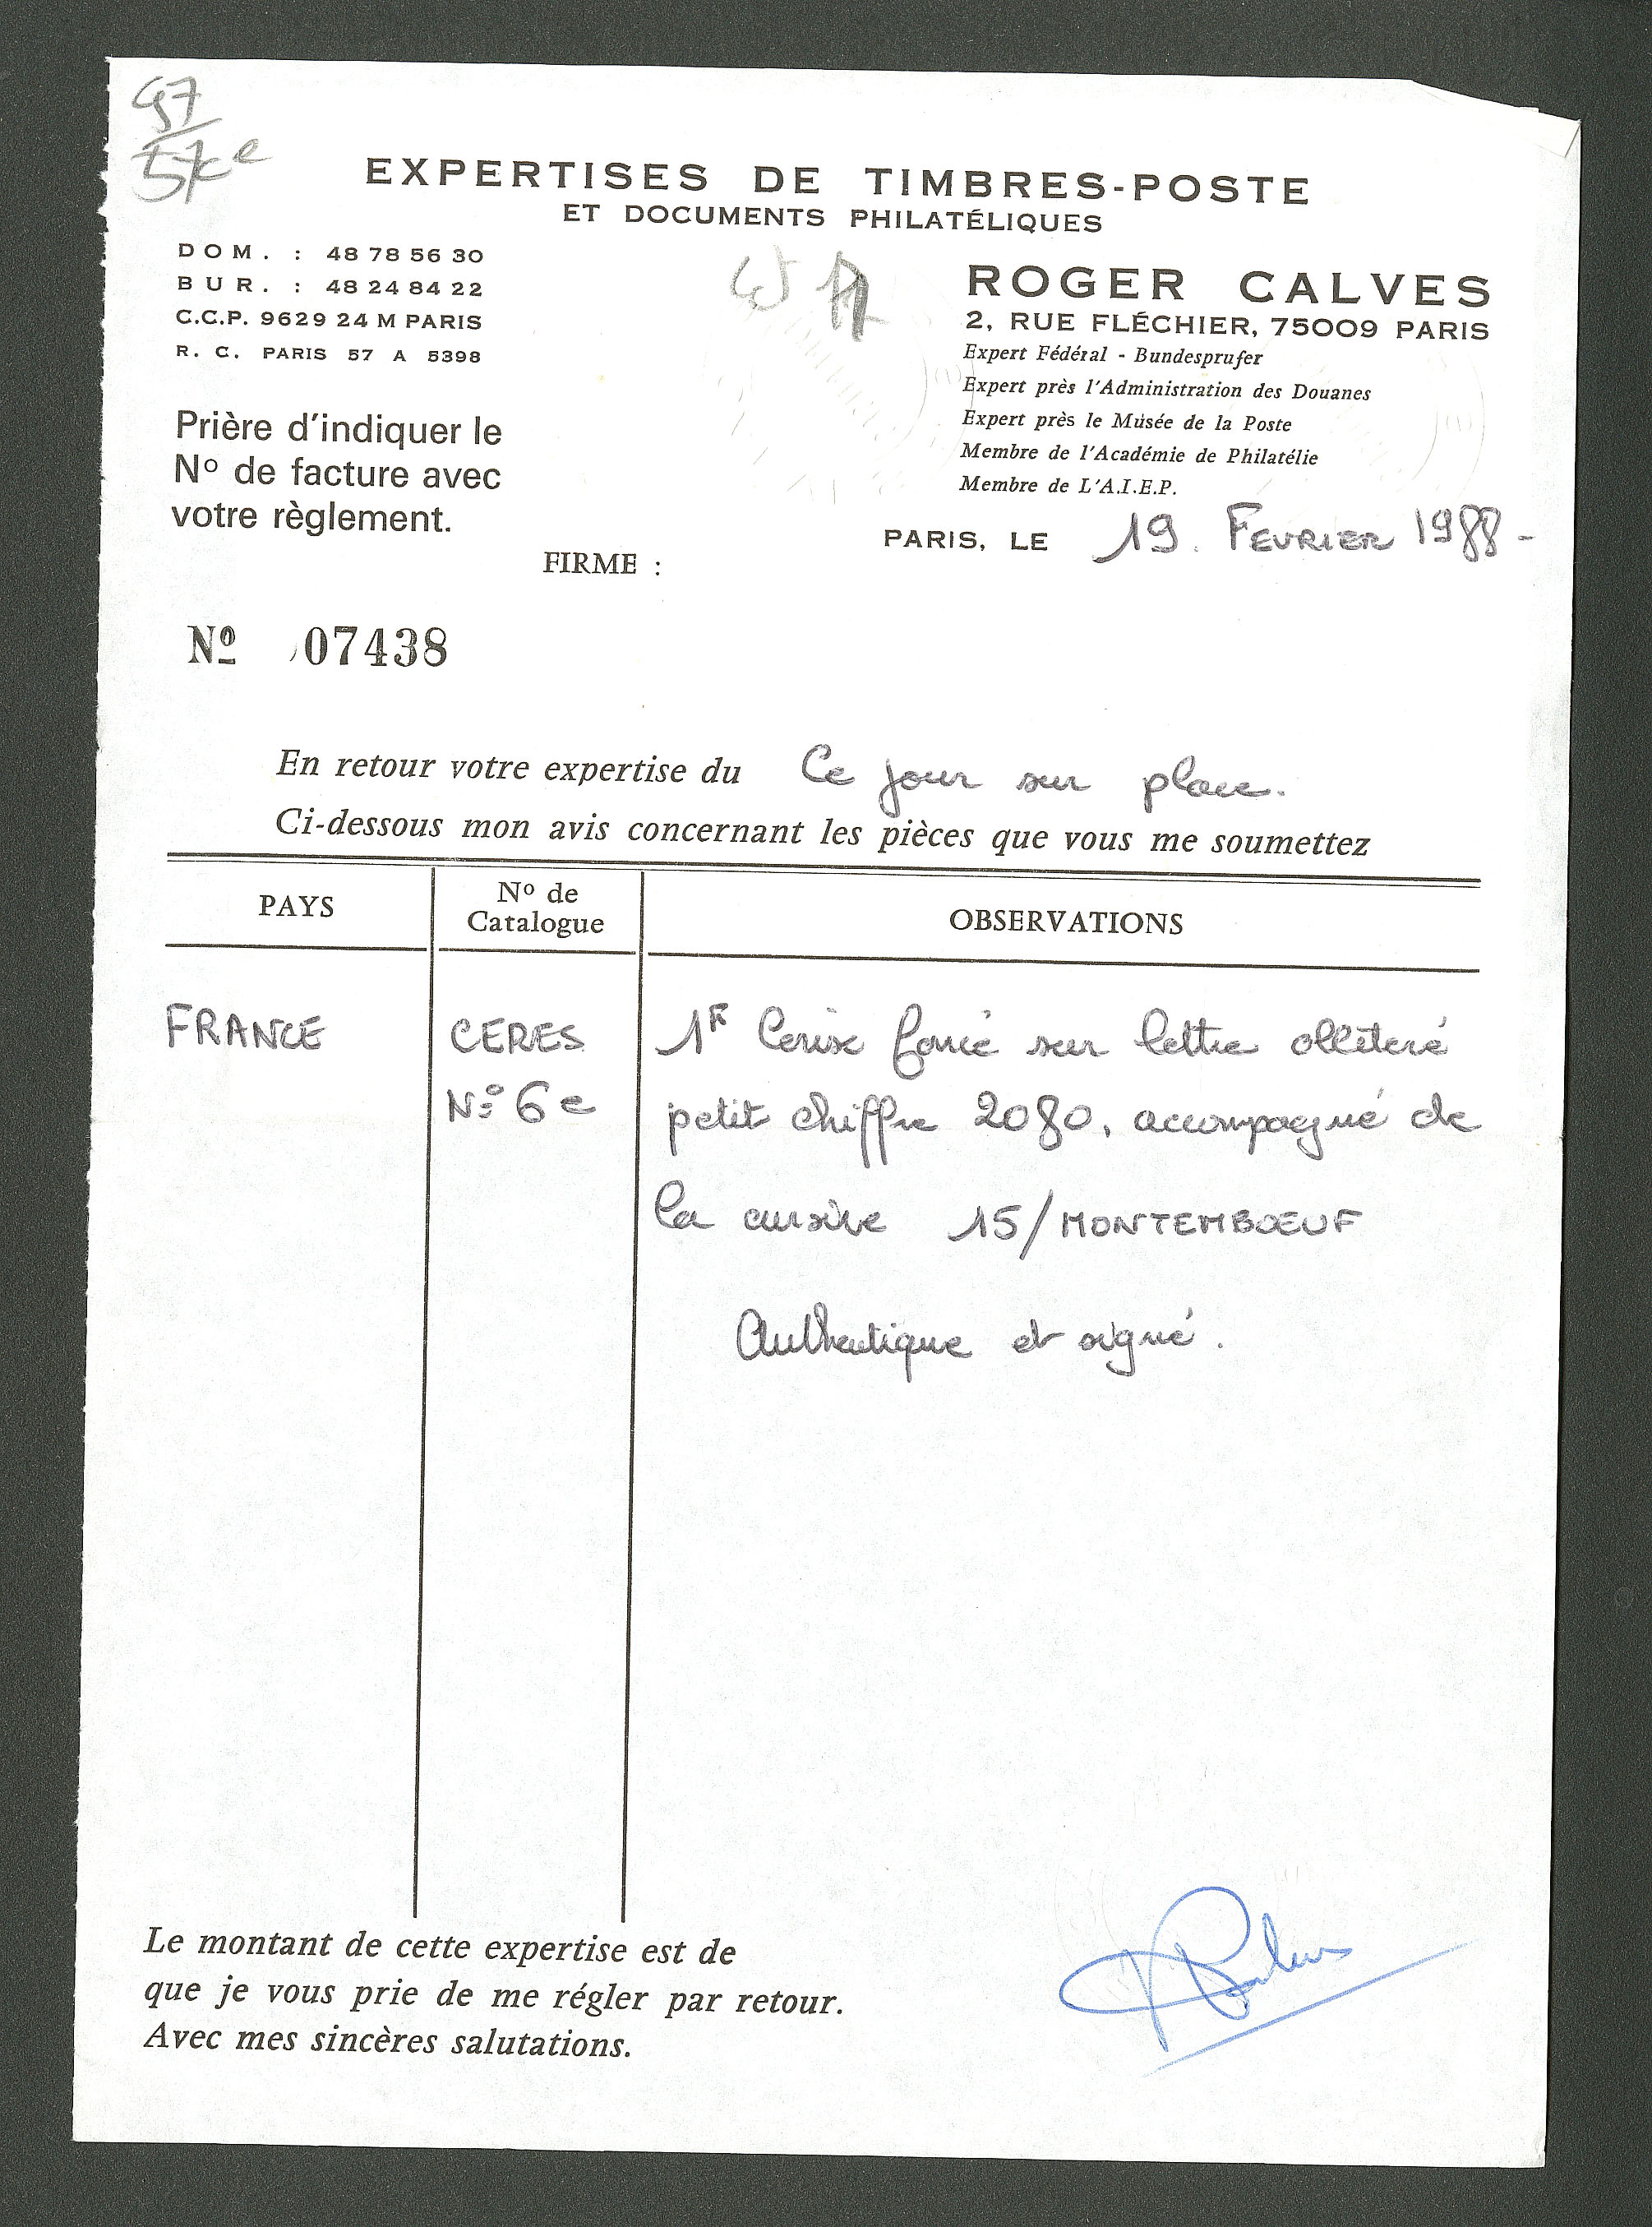 97
EXPERTISES DE TIMBRES-POSTE
ET DOCUMENTS PHILATÉLIQUES
DOM. : 48 78 56 30
BUR. : 48 24 84 22
C.C.P. 9629 24 M PARIS
R. C. PARIS 57 A 5398
ROGER CALVES
2, RUE FLÉCHIER, 75009 PARIS
Expert Fédéral - Bundesprufer
Expert près l'Administration des Douanes
Expert près le Musée de la Poste
Membre de l'Académie de Philatélie
Membre de L'A.I.E.P.
Prière d'indiquer le
Nº de facture avec
votre règlement.
PARIS, LE 19. FEVRIER 1988-
FIRME :
Nº 07438
En retour votre expertise du Ce jour sur place.
Ci-dessous mon avis concernant les pièces que vous me soumettez
PAYS
Nº de
Catalogue
OBSERVATIONS
FRANCE
CERES
Nº 6e
1F Cerise foncé sur lettre oblitéré
petit chiffre 2080, accompagné de
la cursive 15/MONTEMBOEUF
Authentique et signé.
Le montant de cette expertise est de
que je vous prie de me régler par retour.
Avec mes sincères salutations.